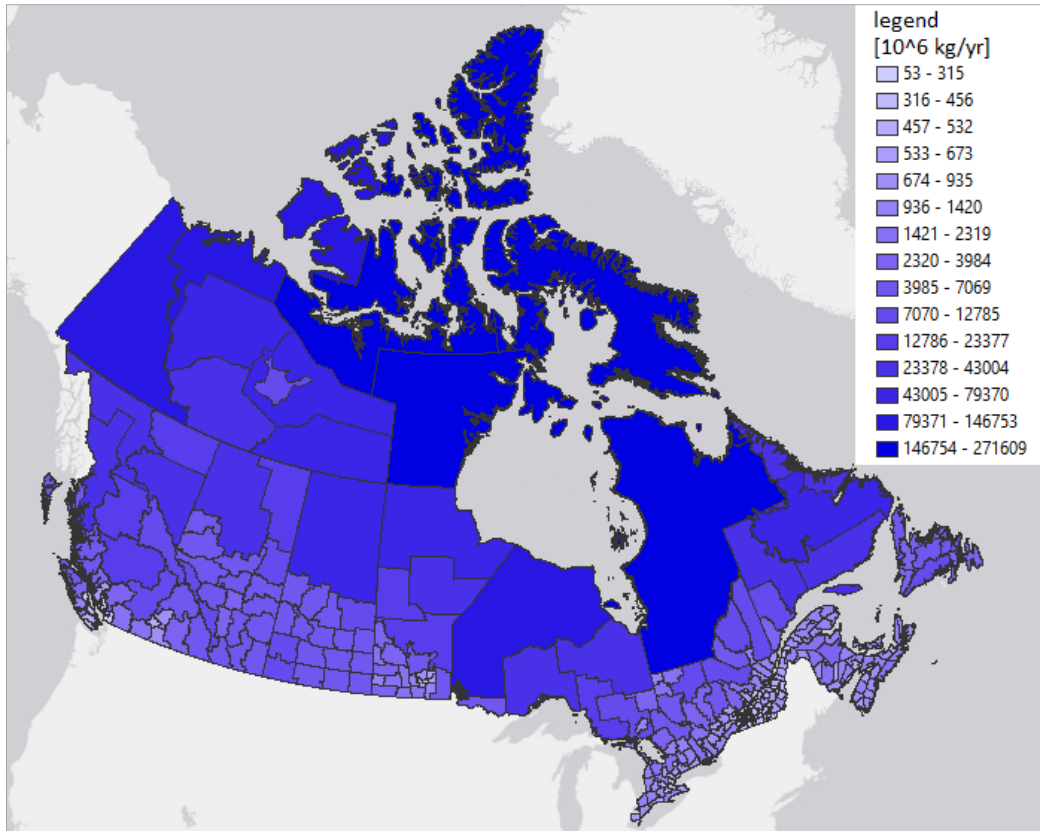 legend
[10^6 kg/yr]
53 - 315
316 - 456
457 - 532
533 - 673
674 - 935
936 - 1420
1421 - 2319
2320 - 3984
3985 - 7069
7070 - 12785
12786 - 23377
23378 - 43004
43005 - 79370
79371 - 146753
146754 - 271609